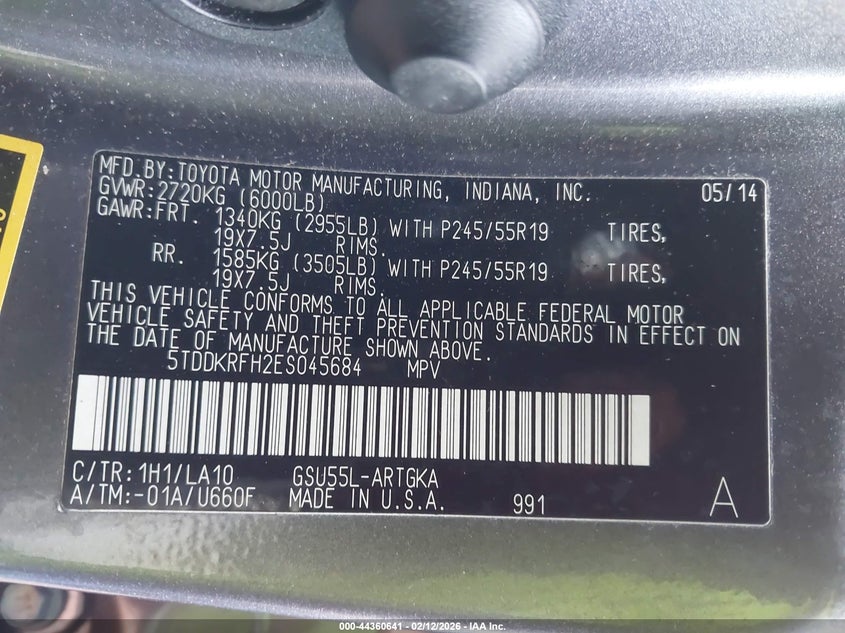 MFD.BY:TOYOTA MOTOR MANUFACTURING, INDIANA, INC. 05/14
GVWR:2720KG (6000LB)
GAWR:FRT. 1340KG (2955LB) WITH P245/55R19 TIRES,
19X7.5J RIMS.
RR. 1585KG (3505LB) WITH P245/55R19 TIRES,
19X7.5J RIMS.
THIS VEHICLE CONFORMS TO ALL APPLICABLE FEDERAL MOTOR
VEHICLE SAFETY AND THEFT PREVENTION STANDARDS IN EFFECT ON
THE DATE OF MANUFACTURE SHOWN ABOVE.
5TDDKRFH2ES045684 MPV
C/TR:1H1/LA10 GSU55L-ARTGKA
A/TM:-01A/U660F MADE IN U.S.A. 991 A
000-44360641 - 02/12/2026 - IAA Inc.